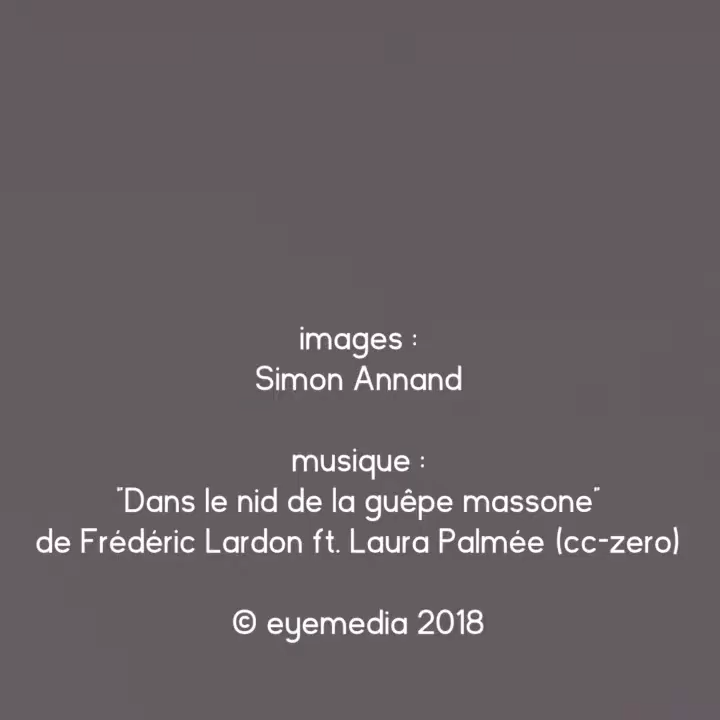 images :
Simon Annand
musique :
"Dans le nid de la guêpe massone"
de Frédéric Lardon ft. Laura Palmée (cc-zero)
© eyemedia 2018